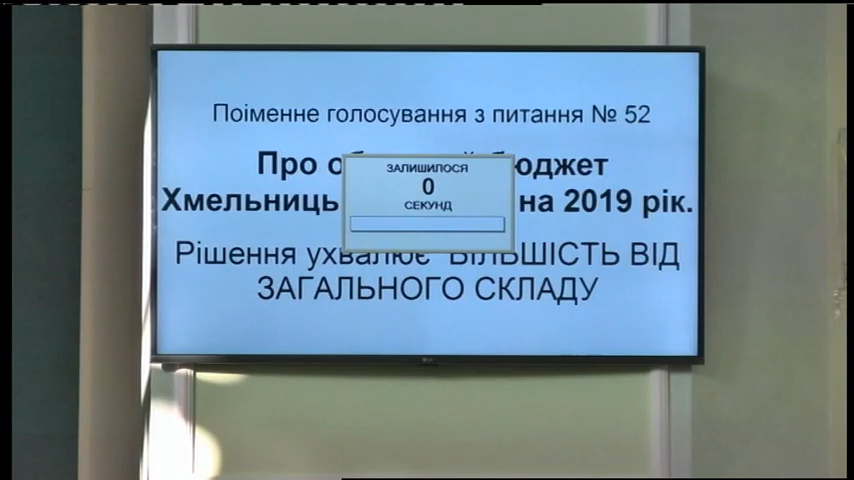 Поіменне голосування з питання № 52
Про бюджет
ЗАЛИШИЛОСЯ
0
СЕКУНД
Хмельниць на 2019 рік.
Рішення ухвалює БІЛЬШІСТЬ ВІД
ЗАГАЛЬНОГО СКЛАДУ
LG